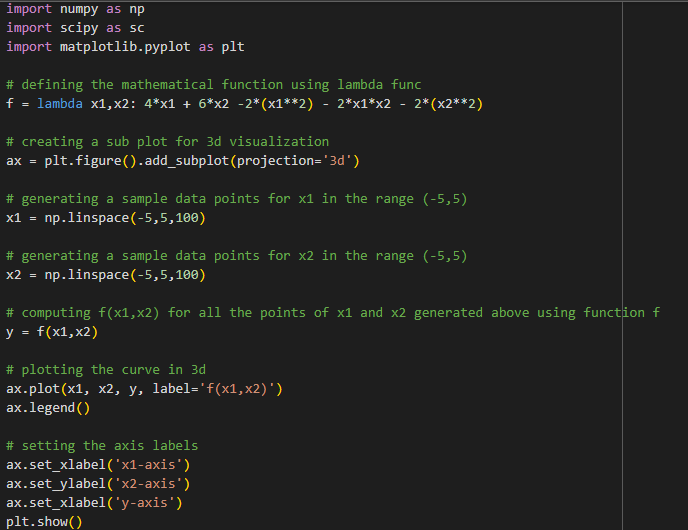 import numpy as np
import scipy as sc
import matplotlib.pyplot as plt
# defining the mathematical function using lambda func
f = lambda x1,x2: 4*x1 + 6*x2 -2*(x1**2) - 2*x1*x2 - 2*(x2**2)
# creating a sub plot for 3d visualization
ax = plt.figure().add_subplot(projection='3d')
# generating a sample data points for x1 in the range (-5,5)
x1 = np.linspace(-5,5,100)
# generating a sample data points for x2 in the range (-5,5)
x2 = np.linspace(-5,5,100)
# computing f(x1,x2) for all the points of x1 and x2 generated above using function f
y = f(x1,x2)
# plotting the curve in 3d
ax.plot(x1, x2, y, label='f(x1,x2)')
ax.legend()
# setting the axis labels
ax.set_xlabel('x1-axis')
ax.set_ylabel('x2-axis')
ax.set_xlabel('y-axis')
plt.show()